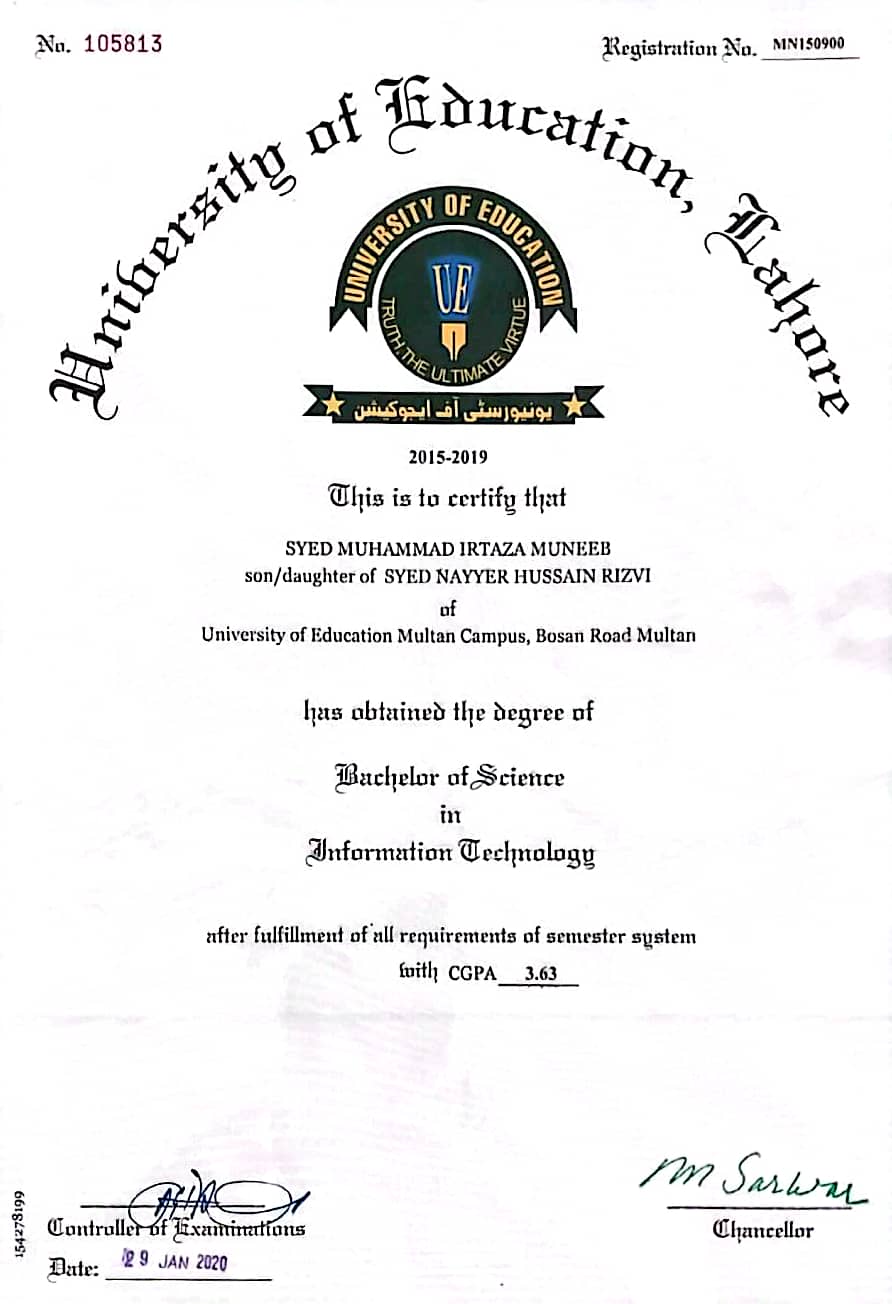 No. 105813
Registration No. MN150900
University of Education, Lahore
UNIVERSITY OF EDUCATION
UE
TRUTH, THE ULTIMATE VIRTUE
یونیورسٹی آف ایجوکیشن
2015-2019
This is to certify that
SYED MUHAMMAD IRTAZA MUNEEB
son/daughter of SYED NAYYER HUSSAIN RIZVI
of
University of Education Multan Campus, Bosan Road Multan
has obtained the degree of
Bachelor of Science
in
Information Technology
after fulfillment of all requirements of semester system
with CGPA 3.63
M Sarwar
Controller of Examinations
Chancellor
Date: 29 JAN 2020
154278199